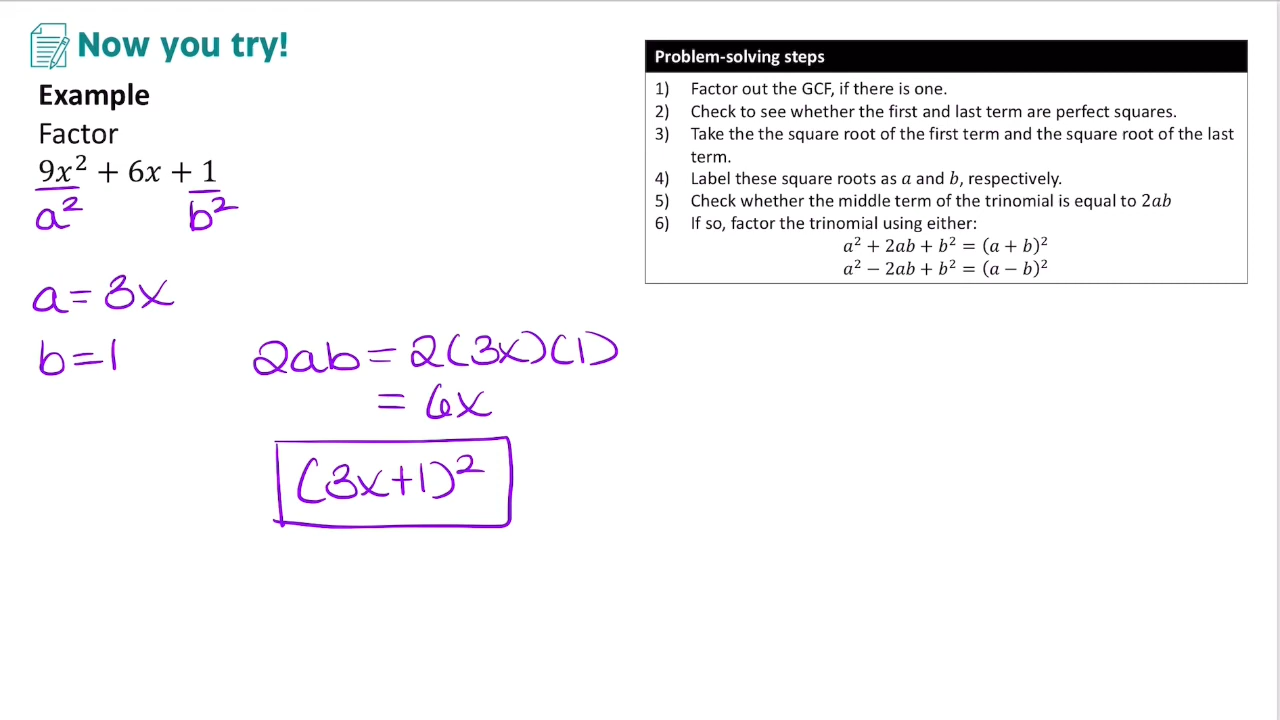 Now you try!
Example
Factor
9x² + 6x + 1
a² b²
a = 3x
b = 1
2ab = 2(3x)(1)
= 6x
(3x+1)²
Problem-solving steps
1) Factor out the GCF, if there is one.
2) Check to see whether the first and last term are perfect squares.
3) Take the the square root of the first term and the square root of the last
term.
4) Label these square roots as a and b, respectively.
5) Check whether the middle term of the trinomial is equal to 2ab
6) If so, factor the trinomial using either:
a² + 2ab + b² = (a + b)²
a² − 2ab + b² = (a − b)²